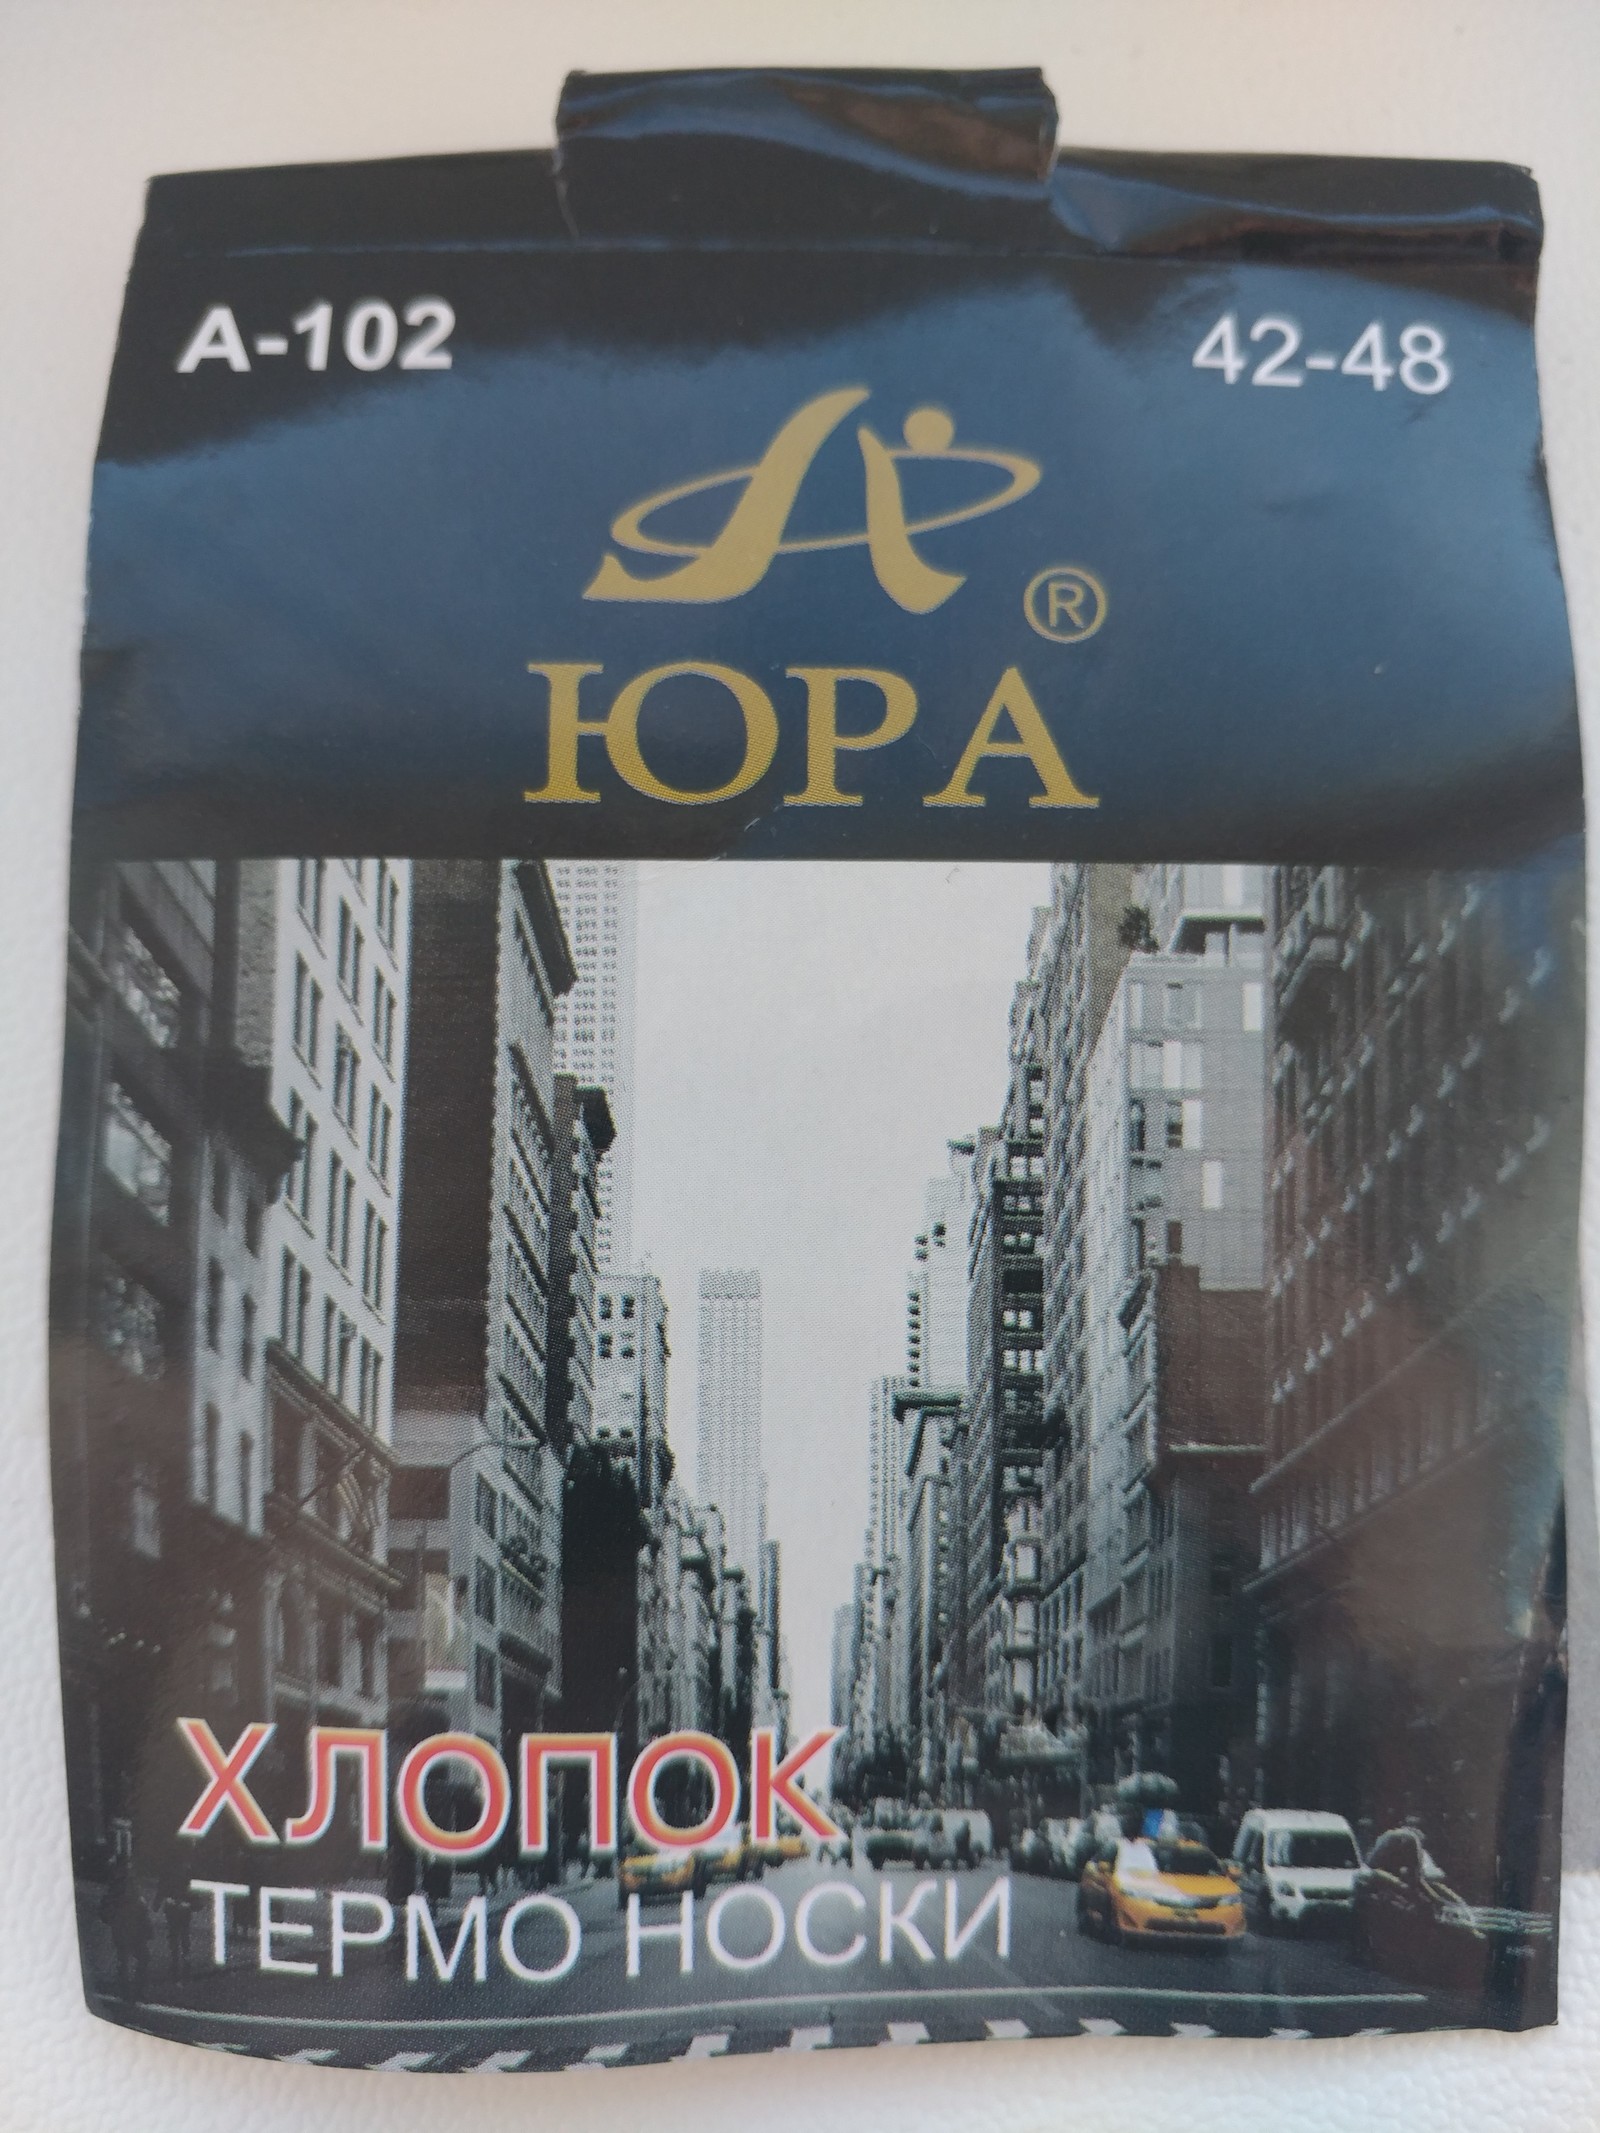 A-102
42-48
®
ЮРА
ХЛОПОК
ТЕРМО НОСКИ